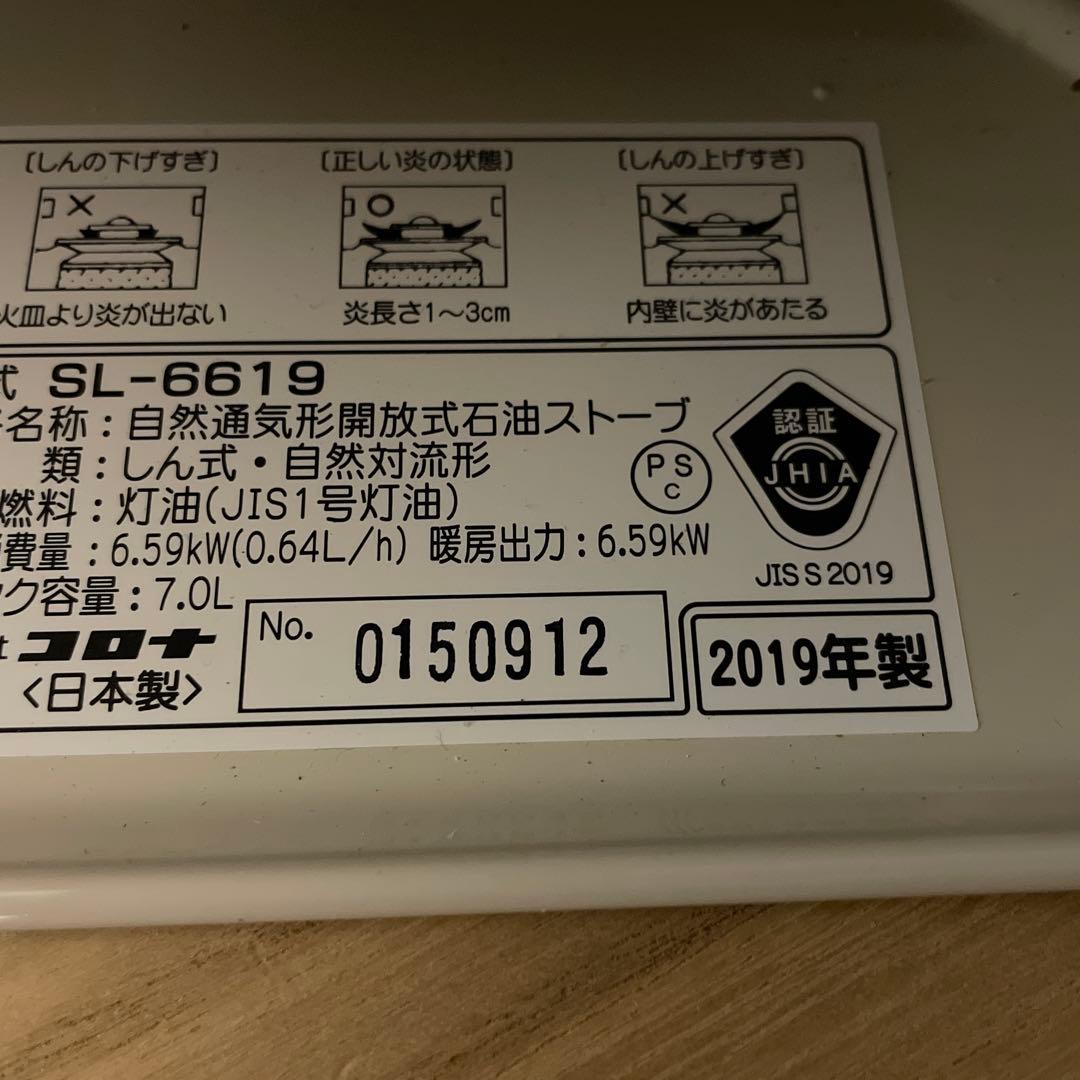 〔しんの下げすぎ〕 〔正しい炎の状態〕 〔しんの上げすぎ〕
火皿より炎が出ない 炎長さ1〜3cm 内壁に炎があたる
式 SL-6619
名称：自然通気形開放式石油ストーブ
類：しん式・自然対流形
燃料：灯油(JIS1号灯油)
費量：6.59kW(0.64L/h) 暖房出力：6.59kW
ク容量：7.0L
コロナ
〈日本製〉
No. 0150912
2019年製
PSC
認証
JHIA
JIS S 2019